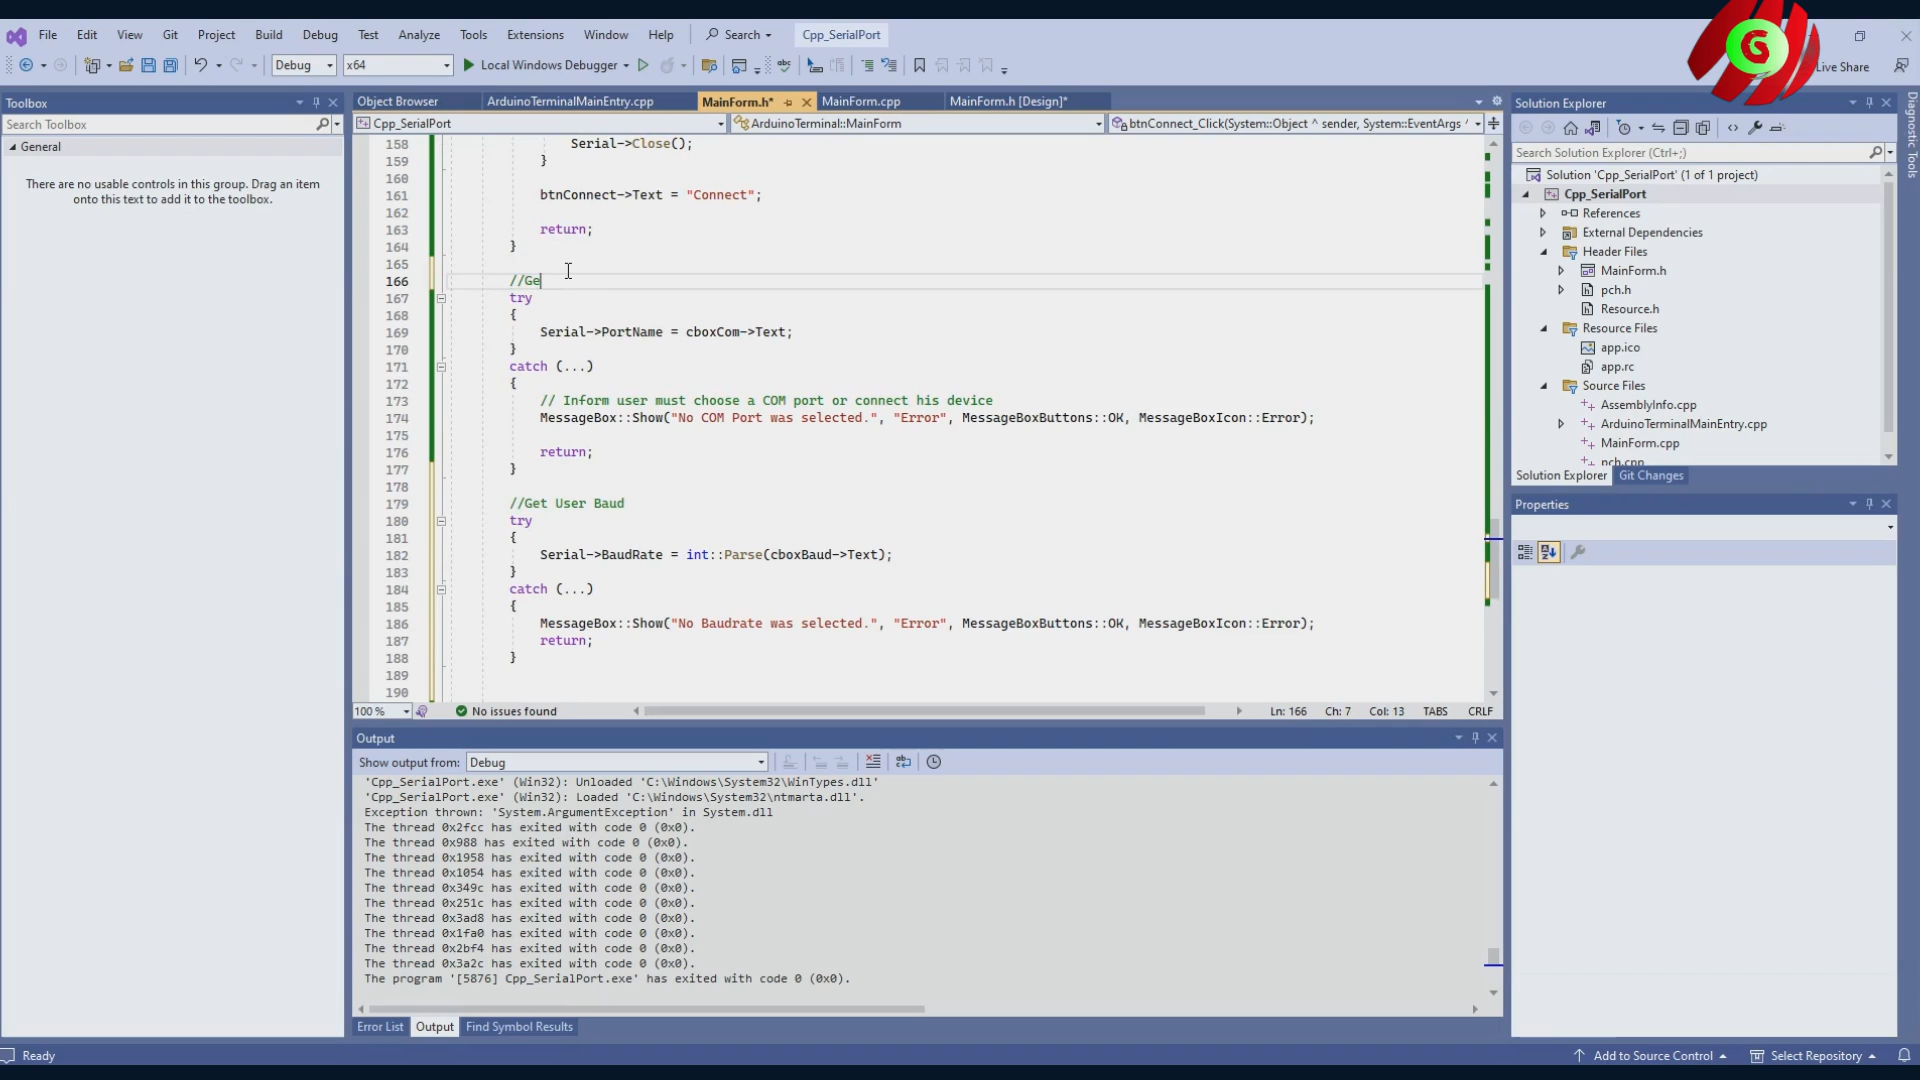 File Edit View Git Project Build Debug Test Analyze Tools Extensions Window Help Search Cpp_SerialPort
G
Debug x64 Local Windows Debugger Live Share
Toolbox
Search Toolbox
General
There are no usable controls in this group. Drag an item
onto this text to add it to the toolbox.
Object Browser ArduinoTerminalMainEntry.cpp MainForm.h* MainForm.cpp MainForm.h [Design]*
Cpp_SerialPort ArduinoTerminal::MainForm btnConnect_Click(System::Object ^ sender, System::EventArgs ^
158 Serial->Close();
159 }
160
161 btnConnect->Text = "Connect";
162
163 return;
164 }
165
166 //Ge
167 try
168 {
169 Serial->PortName = cboxCom->Text;
170 }
171 catch (...)
172 {
173 // Inform user must choose a COM port or connect his device
174 MessageBox::Show("No COM Port was selected.", "Error", MessageBoxButtons::OK, MessageBoxIcon::Error);
175
176 return;
177 }
178
179 //Get User Baud
180 try
181 {
182 Serial->BaudRate = int::Parse(cboxBaud->Text);
183 }
184 catch (...)
185 {
186 MessageBox::Show("No Baudrate was selected.", "Error", MessageBoxButtons::OK, MessageBoxIcon::Error);
187 return;
188 }
189
190
100 % No issues found Ln: 166 Ch: 7 Col: 13 TABS CRLF
Output
Show output from: Debug
'Cpp_SerialPort.exe' (Win32): Unloaded 'C:\Windows\System32\WinTypes.dll'
'Cpp_SerialPort.exe' (Win32): Loaded 'C:\Windows\System32\ntmarta.dll'.
Exception thrown: 'System.ArgumentException' in System.dll
The thread 0x2fcc has exited with code 0 (0x0).
The thread 0x988 has exited with code 0 (0x0).
The thread 0x1958 has exited with code 0 (0x0).
The thread 0x1054 has exited with code 0 (0x0).
The thread 0x349c has exited with code 0 (0x0).
The thread 0x251c has exited with code 0 (0x0).
The thread 0x3ad8 has exited with code 0 (0x0).
The thread 0x1fa0 has exited with code 0 (0x0).
The thread 0x2bf4 has exited with code 0 (0x0).
The thread 0x3a2c has exited with code 0 (0x0).
The program '[5876] Cpp_SerialPort.exe' has exited with code 0 (0x0).
Error List Output Find Symbol Results
Solution Explorer
Search Solution Explorer (Ctrl+;)
Solution 'Cpp_SerialPort' (1 of 1 project)
Cpp_SerialPort
References
External Dependencies
Header Files
MainForm.h
pch.h
Resource.h
Resource Files
app.ico
app.rc
Source Files
AssemblyInfo.cpp
ArduinoTerminalMainEntry.cpp
MainForm.cpp
pch.cpp
Solution Explorer Git Changes
Properties
Diagnostic Tools
Ready Add to Source Control Select Repository